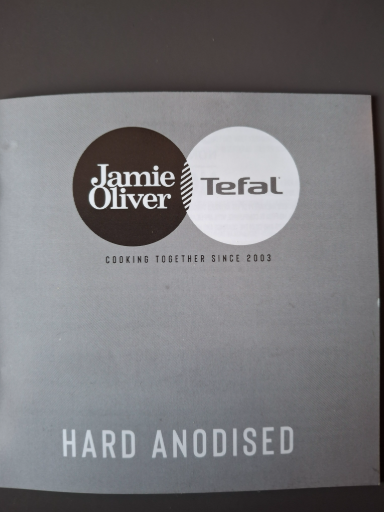 Jamie
Oliver
Tefal
COOKING TOGETHER SINCE 2003
HARD ANODISED